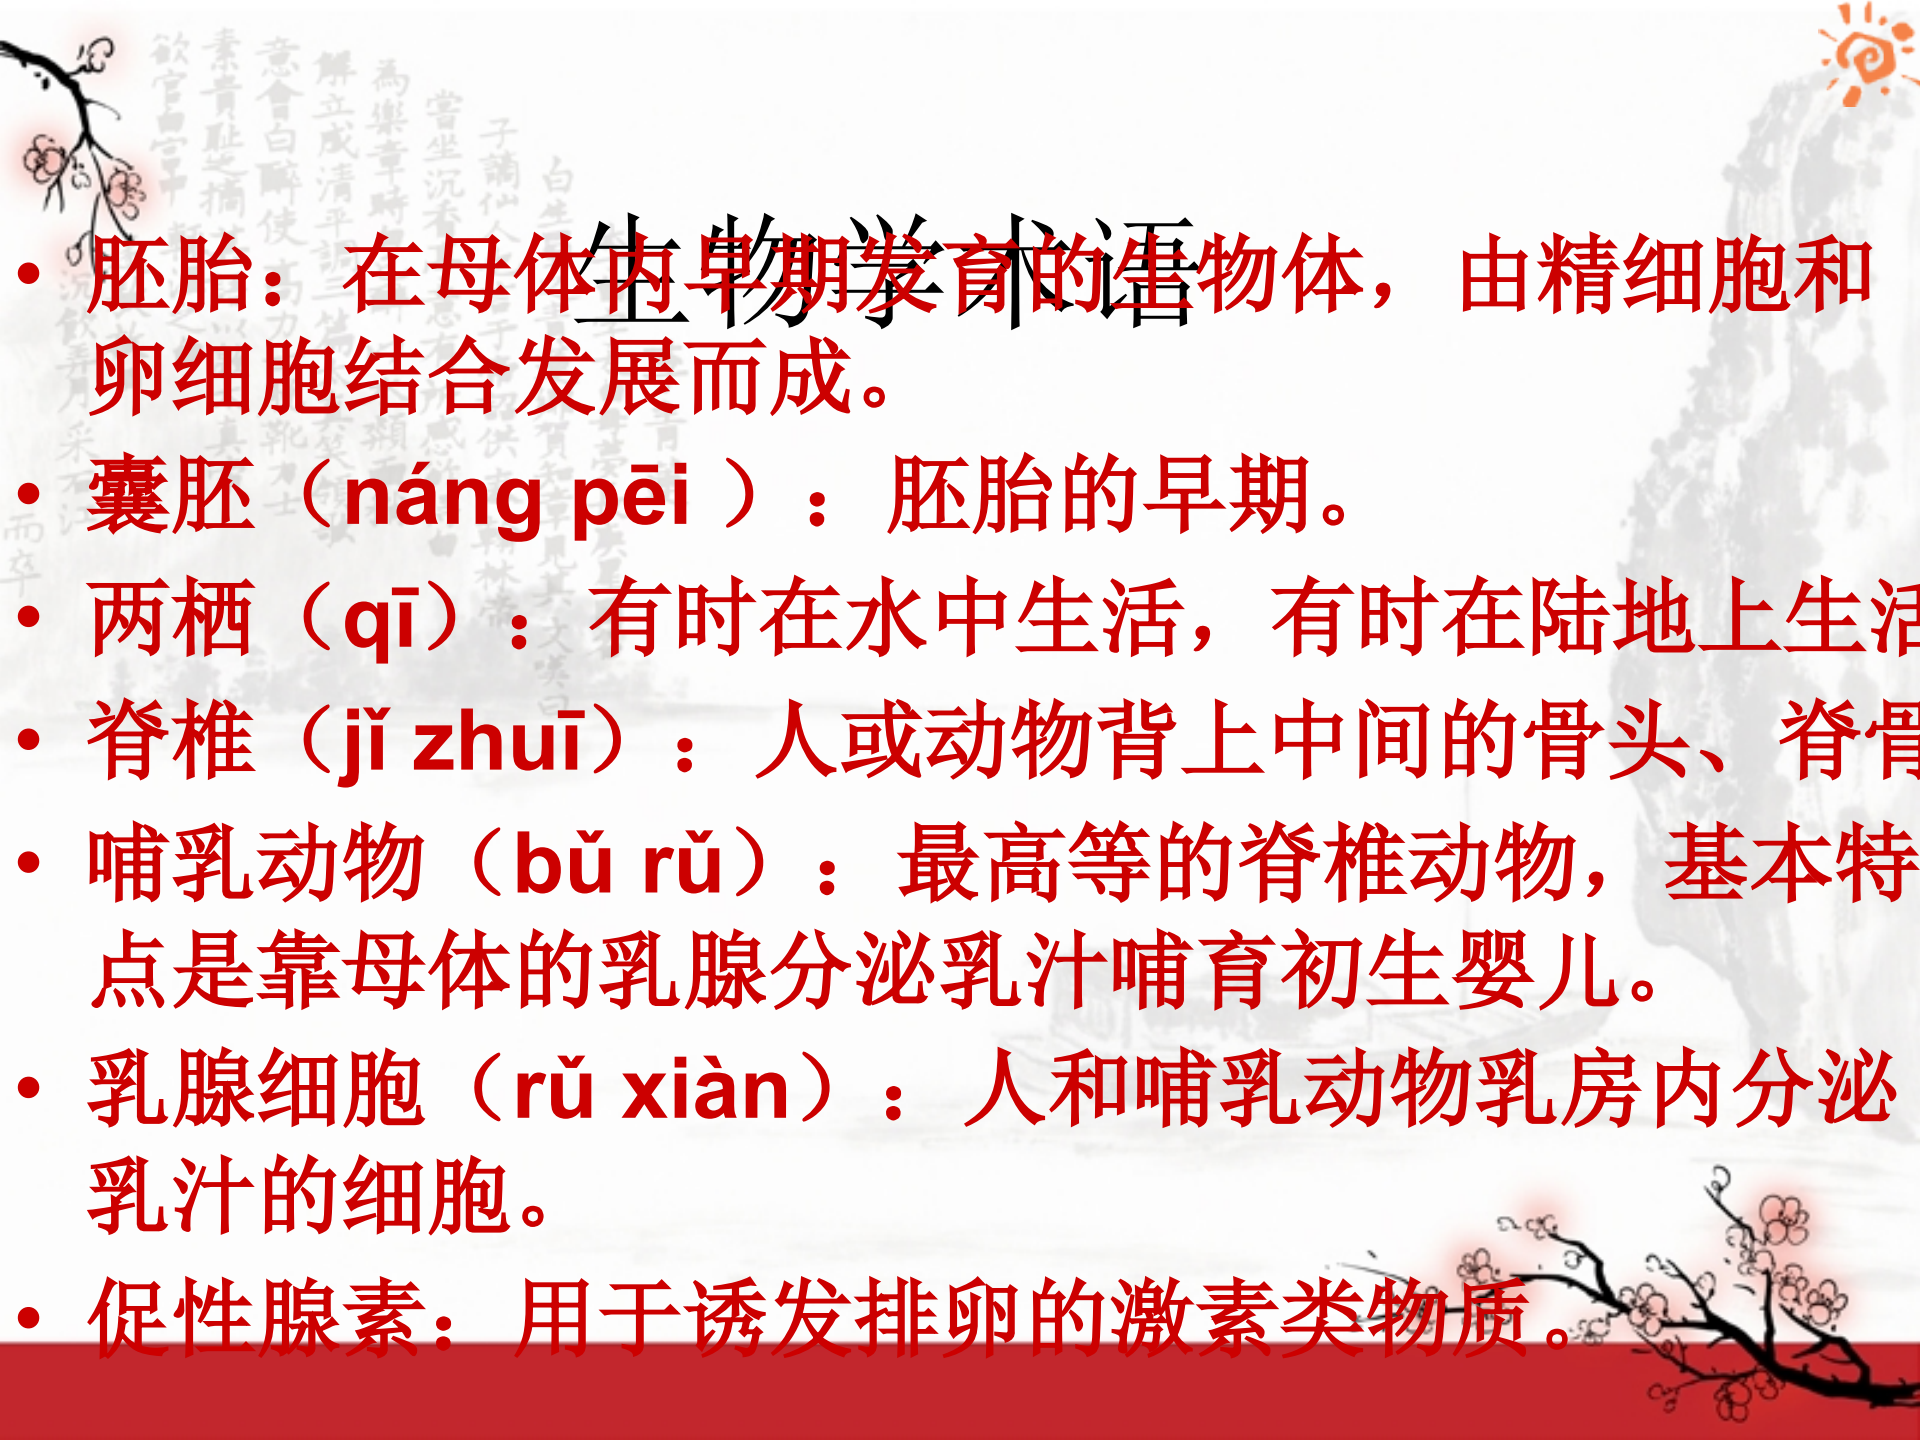 生物学术语
• 胚胎：在母体内早期发育的生物体，由精细胞和
卵细胞结合发展而成。
• 囊胚（náng pēi ）：胚胎的早期。
• 两栖（qī）：有时在水中生活，有时在陆地上生活
• 脊椎（jǐ zhuī）：人或动物背上中间的骨头、脊骨
• 哺乳动物（bǔ rǔ）：最高等的脊椎动物，基本特
点是靠母体的乳腺分泌乳汁哺育初生婴儿。
• 乳腺细胞（rǔ xiàn）：人和哺乳动物乳房内分泌
乳汁的细胞。
• 促性腺素：用于诱发排卵的激素类物质。